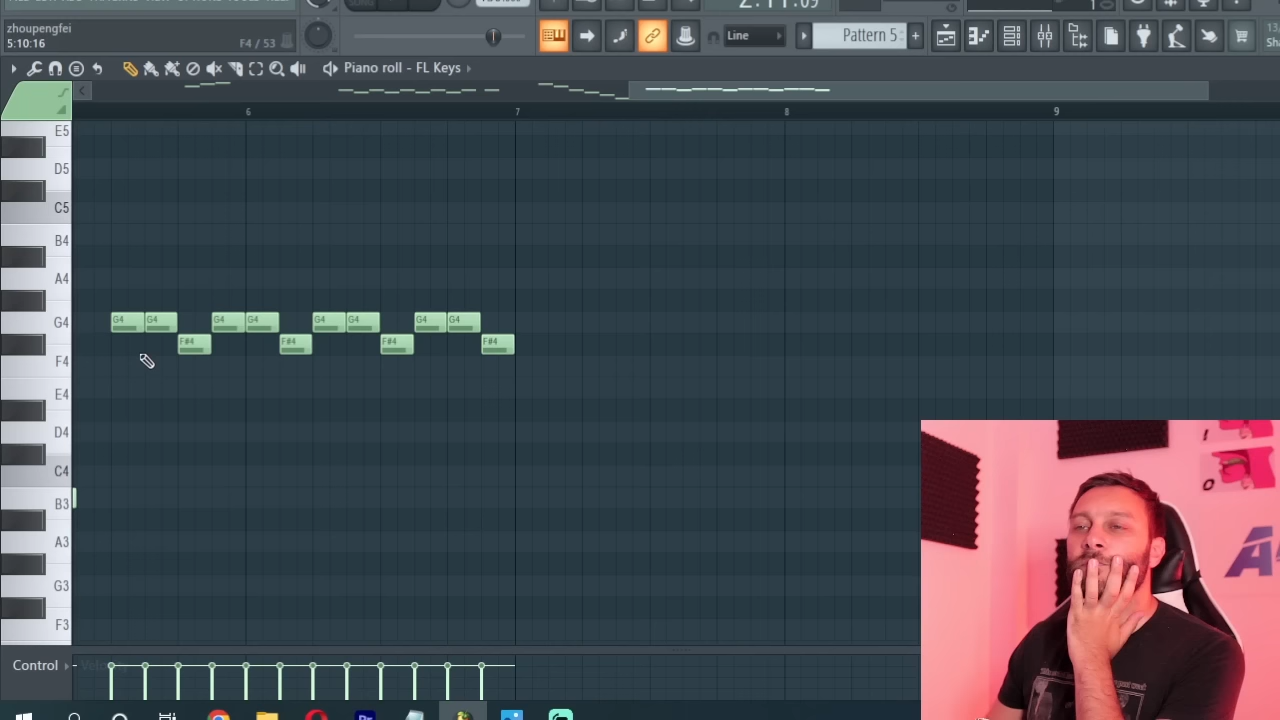 zhoupengfei
5:10:16
F4 / 53
Line
Pattern 5
Piano roll - FL Keys
6
7
8
9
E5
D5
C5
B4
A4
G4
F4
E4
D4
C4
B3
A3
G3
F3
G4
G4
F#4
G4
G4
F#4
G4
G4
F#4
G4
G4
F#4
Control